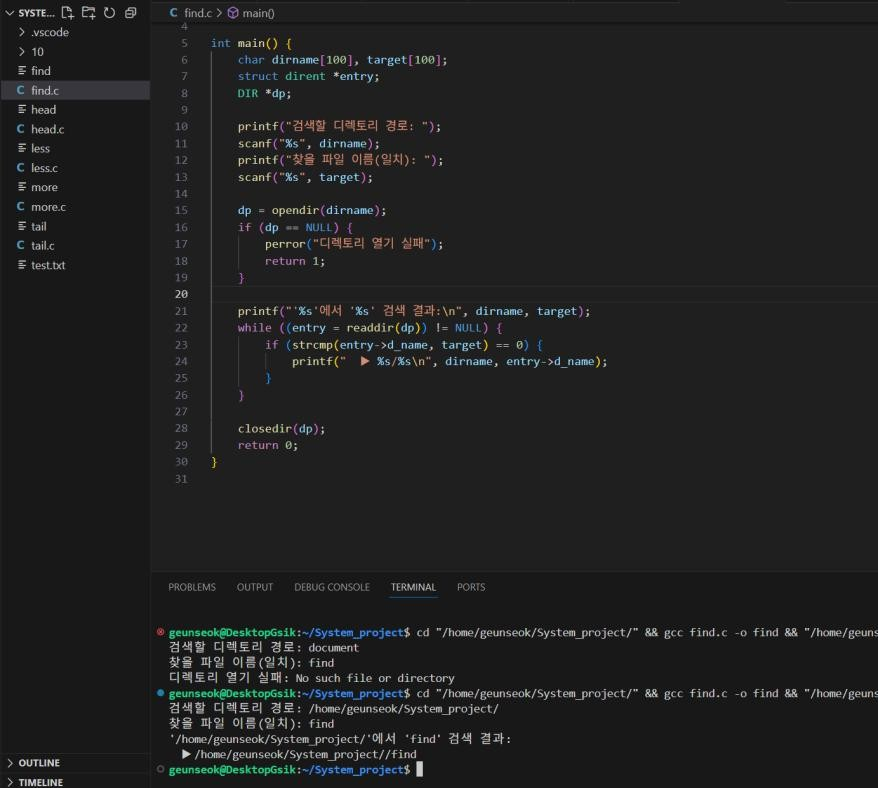 SYSTE...
.vscode
10
find
find.c
head
head.c
less
less.c
more
more.c
tail
tail.c
test.txt
OUTLINE
TIMELINE
find.c > main()
4
5 int main() {
6 char dirname[100], target[100];
7 struct dirent *entry;
8 DIR *dp;
9
10 printf("검색할 디렉토리 경로: ");
11 scanf("%s", dirname);
12 printf("찾을 파일 이름(일치): ");
13 scanf("%s", target);
14
15 dp = opendir(dirname);
16 if (dp == NULL) {
17 perror("디렉토리 열기 실패");
18 return 1;
19 }
20
21 printf("'%s'에서 '%s' 검색 결과:\n", dirname, target);
22 while ((entry = readdir(dp)) != NULL) {
23 if (strcmp(entry->d_name, target) == 0) {
24 printf("  ▶ %s/%s\n", dirname, entry->d_name);
25 }
26 }
27
28 closedir(dp);
29 return 0;
30 }
31
PROBLEMS OUTPUT DEBUG CONSOLE TERMINAL PORTS
geunseok@DesktopGsik:~/System_project$ cd "/home/geunseok/System_project/" && gcc find.c -o find && "/home/geuns
검색할 디렉토리 경로: document
찾을 파일 이름(일치): find
디렉토리 열기 실패: No such file or directory
geunseok@DesktopGsik:~/System_project$ cd "/home/geunseok/System_project/" && gcc find.c -o find && "/home/geuns
검색할 디렉토리 경로: /home/geunseok/System_project/
찾을 파일 이름(일치): find
'/home/geunseok/System_project/'에서 'find' 검색 결과:
▶ /home/geunseok/System_project//find
geunseok@DesktopGsik:~/System_project$